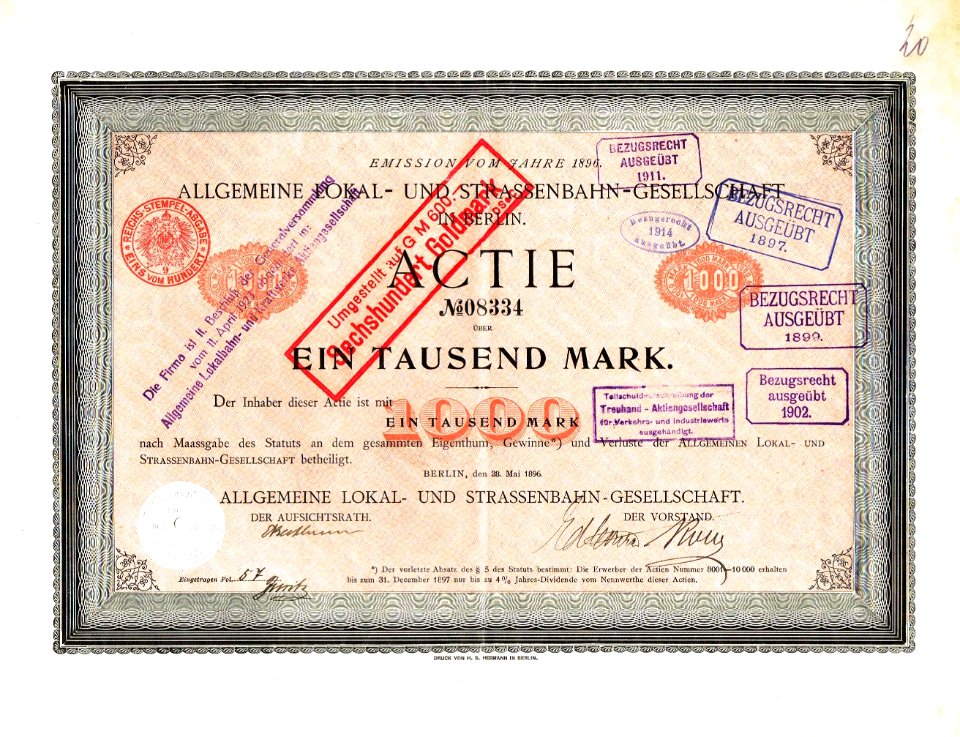 20
EMISSION VOM JAHRE 1896.
ALLGEMEINE LOKAL- UND STRASSENBAHN-GESELLSCHAFT
IN BERLIN.
ACTIE
№08334
ÜBER
EIN TAUSEND MARK.
REICHS-STEMPEL-ABGABE
EINS VOM HUNDERT
9
1000
1000
Umgestellt auf G M 600.-
Sechshundert Goldmark
Die Firma ist lt. Beschluß der Generalversammlung
vom 11. April 192 geändert in:
Allgemeine Lokalbahn- und Kraftwerke Aktiengesellschaft
BEZUGSRECHT
AUSGEÜBT
1911.
Bezugsrecht
1914
ausgeübt.
BEZUGSRECHT
AUSGEÜBT
1897.
BEZUGSRECHT
AUSGEÜBT
1899.
Bezugsrecht
ausgeübt
1902.
Teilschuldverschreibung der
Treuhand - Aktiengesellschaft
für Verkehrs- und Industriewerte
ausgehändigt.
Der Inhaber dieser Actie ist mit
1000
EIN TAUSEND MARK
nach Maassgabe des Statuts an dem gesammten Eigenthum, Gewinne*) und Verluste der ALLGEMEINEN LOKAL- UND
STRASSENBAHN-GESELLSCHAFT betheiligt.
BERLIN, den 28. Mai 1896.
ALLGEMEINE LOKAL- UND STRASSENBAHN-GESELLSCHAFT.
DER AUFSICHTSRATH.
DER VORSTAND.
*) Der vorletzte Absatz des § 5 des Statuts bestimmt: Die Erwerber der Actien Nummer 8001–10000 erhalten
bis zum 31. Dezember 1897 nur bis zu 4% Jahres-Dividende vom Nennwerthe dieser Actien.
Eingetragen Fol. 57
DRUCK VON H. S. HERMANN IN BERLIN.